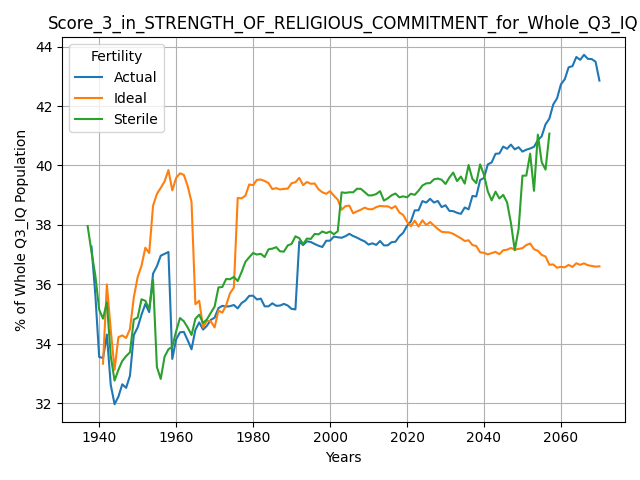 Score_3_in_STRENGTH_OF_RELIGIOUS_COMMITMENT_for_Whole_Q3_IQ
Fertility
Actual
Ideal
Sterile
% of Whole Q3_IQ Population
44
42
40
38
36
34
32
1940 1960 1980 2000 2020 2040 2060
Years